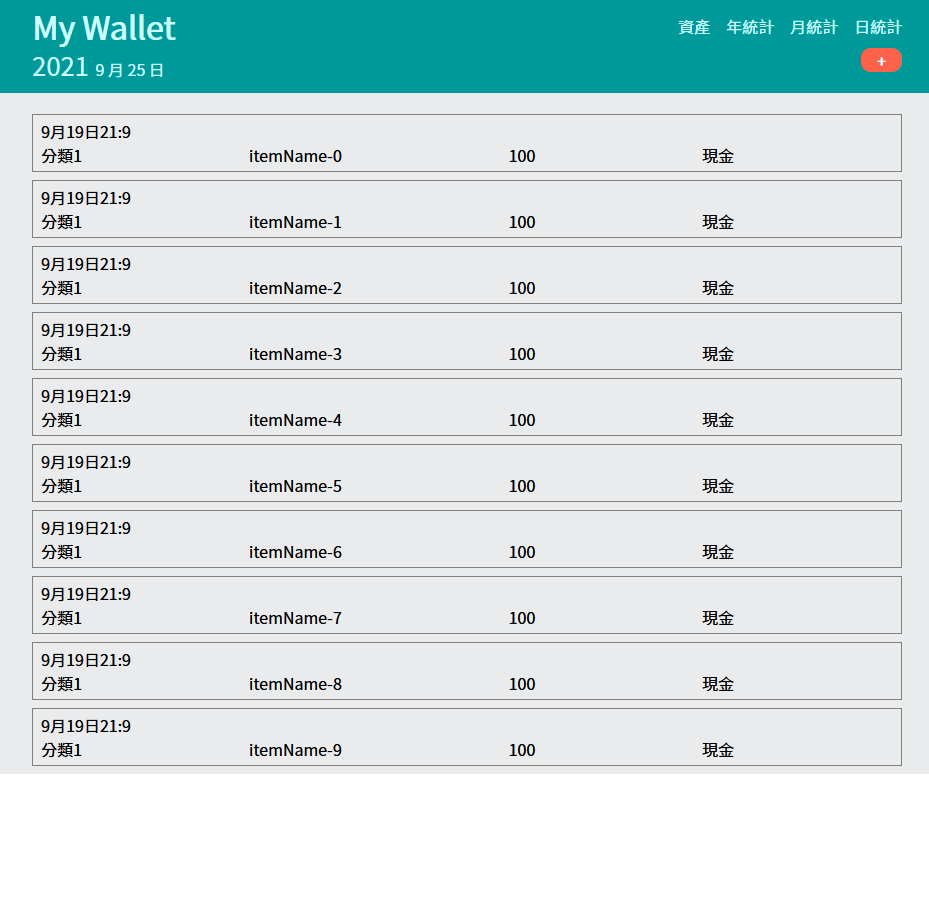 My Wallet
資產 年統計 月統計 日統計
2021 9 月 25 日
+
9月19日21:9
分類1 itemName-0 100 現金
9月19日21:9
分類1 itemName-1 100 現金
9月19日21:9
分類1 itemName-2 100 現金
9月19日21:9
分類1 itemName-3 100 現金
9月19日21:9
分類1 itemName-4 100 現金
9月19日21:9
分類1 itemName-5 100 現金
9月19日21:9
分類1 itemName-6 100 現金
9月19日21:9
分類1 itemName-7 100 現金
9月19日21:9
分類1 itemName-8 100 現金
9月19日21:9
分類1 itemName-9 100 現金